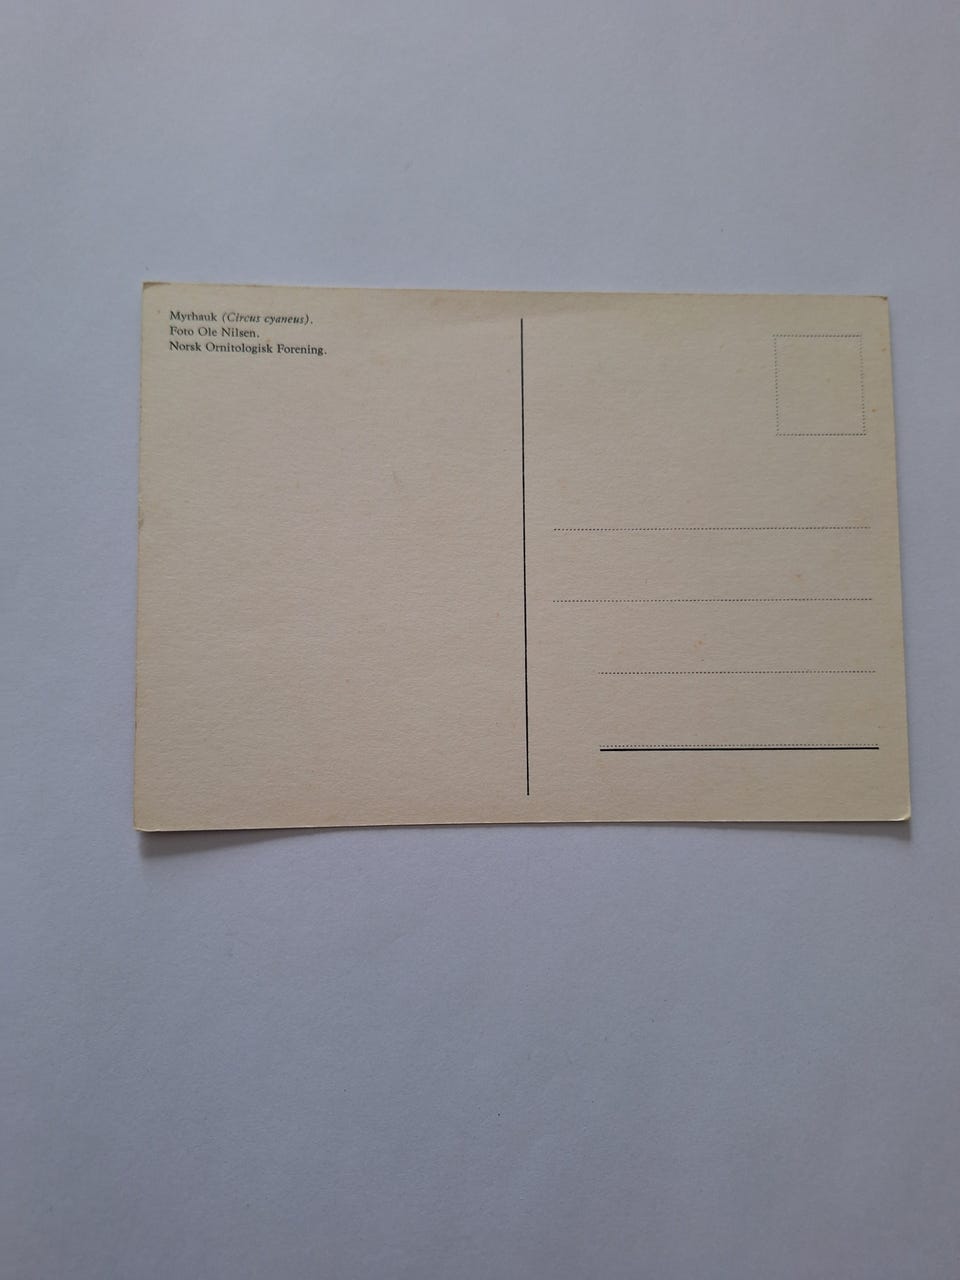 Myrhauk (Circus cyaneus).
Foto Ole Nilsen.
Norsk Ornitologisk Forening.